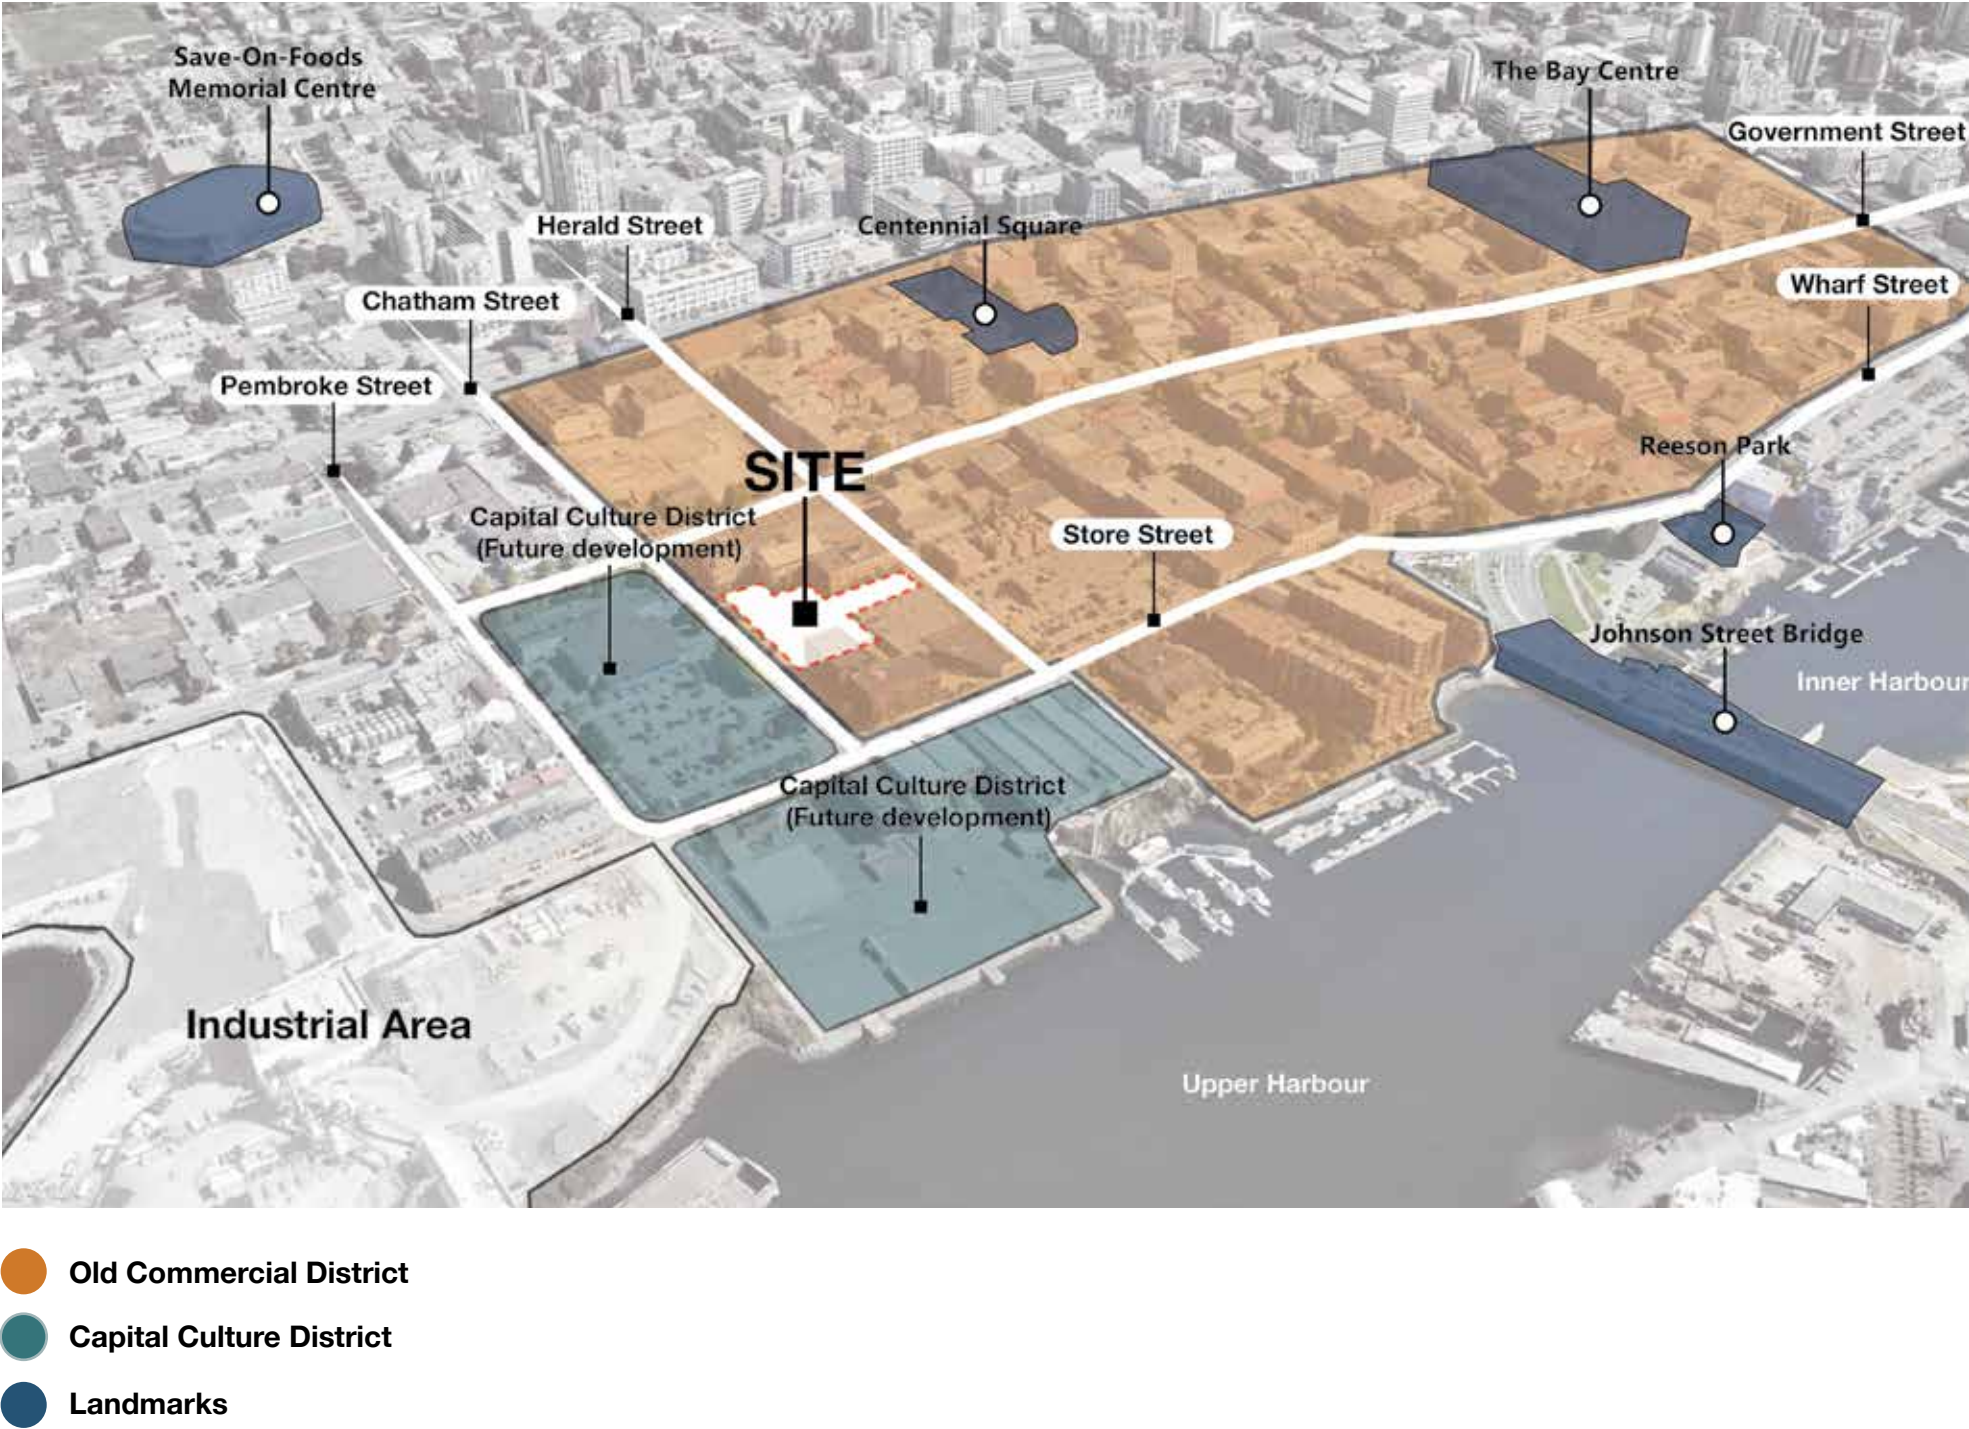 Save-On-Foods
Memorial Centre
The Bay Centre
Government Street
Herald Street
Centennial Square
Wharf Street
Chatham Street
Pembroke Street
Reeson Park
SITE
Capital Culture District
(Future development)
Store Street
Johnson Street Bridge
Inner Harbour
Capital Culture District
(Future development)
Industrial Area
Upper Harbour
Old Commercial District
Capital Culture District
Landmarks